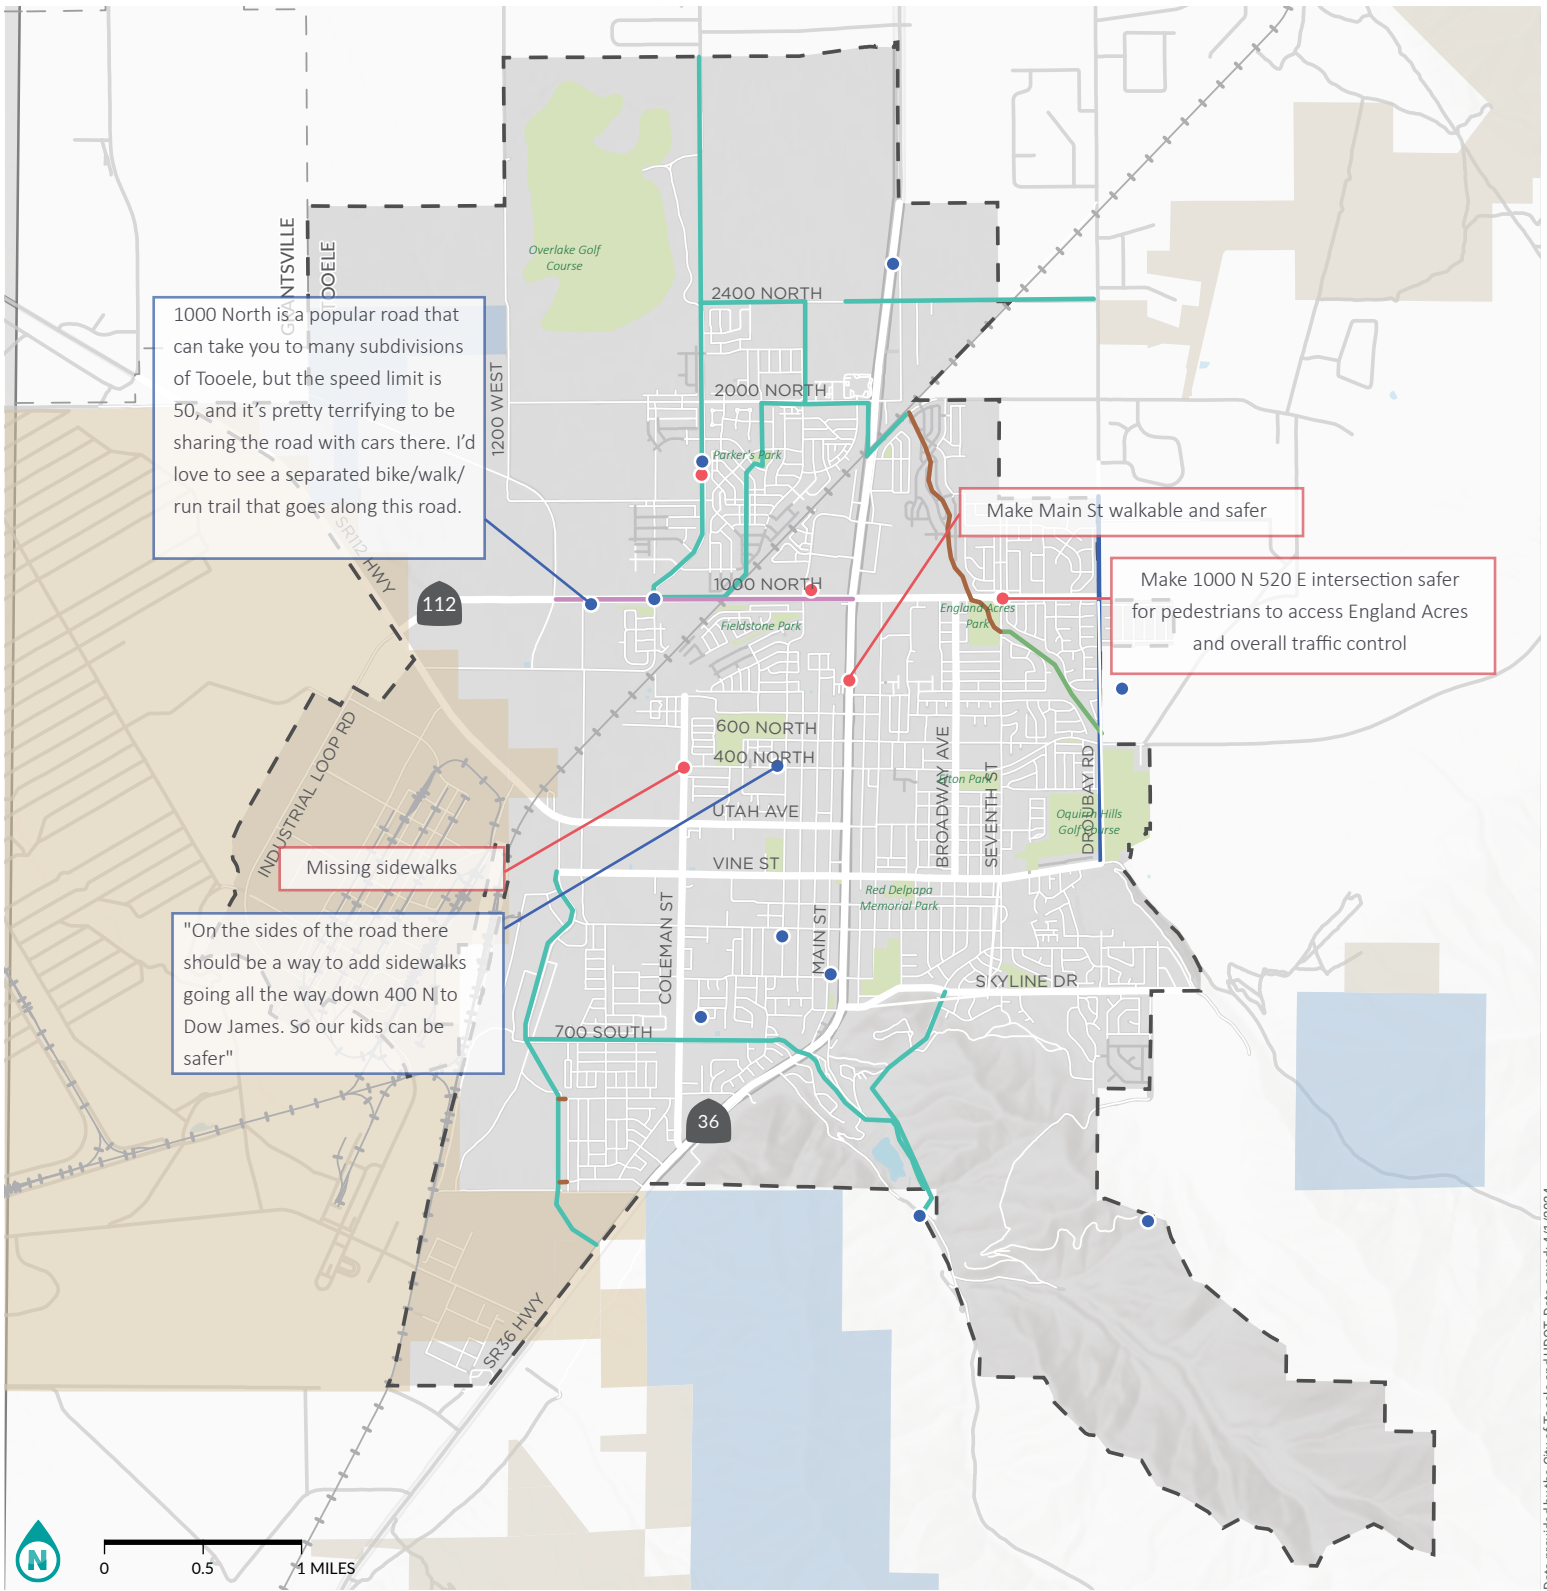 Overlake Golf
Course
GRANTSVILLE
TOOELE
2400 NORTH
1000 North is a popular road that
can take you to many subdivisions
of Tooele, but the speed limit is
50, and it's pretty terrifying to be
sharing the road with cars there. I'd
love to see a separated bike/walk/
run trail that goes along this road.
1200 WEST
2000 NORTH
Parker's Park
Make Main St walkable and safer
SR112 HWY
112
1000 NORTH
Make 1000 N 520 E intersection safer
for pedestrians to access England Acres
and overall traffic control
England Acres
Park
Fieldstone Park
INDUSTRIAL LOOP RD
600 NORTH
400 NORTH
BROADWAY AVE
SEVENTH ST
DROUBAY RD
Elton Park
UTAH AVE
Oquirrh Hills
Golf Course
Missing sidewalks
VINE ST
Red Delpapa
Memorial Park
COLEMAN ST
MAIN ST
"On the sides of the road there
should be a way to add sidewalks
going all the way down 400 N to
Dow James. So our kids can be
safer"
SKYLINE DR
700 SOUTH
36
SR36 HWY
N
0 0.5 1 MILES